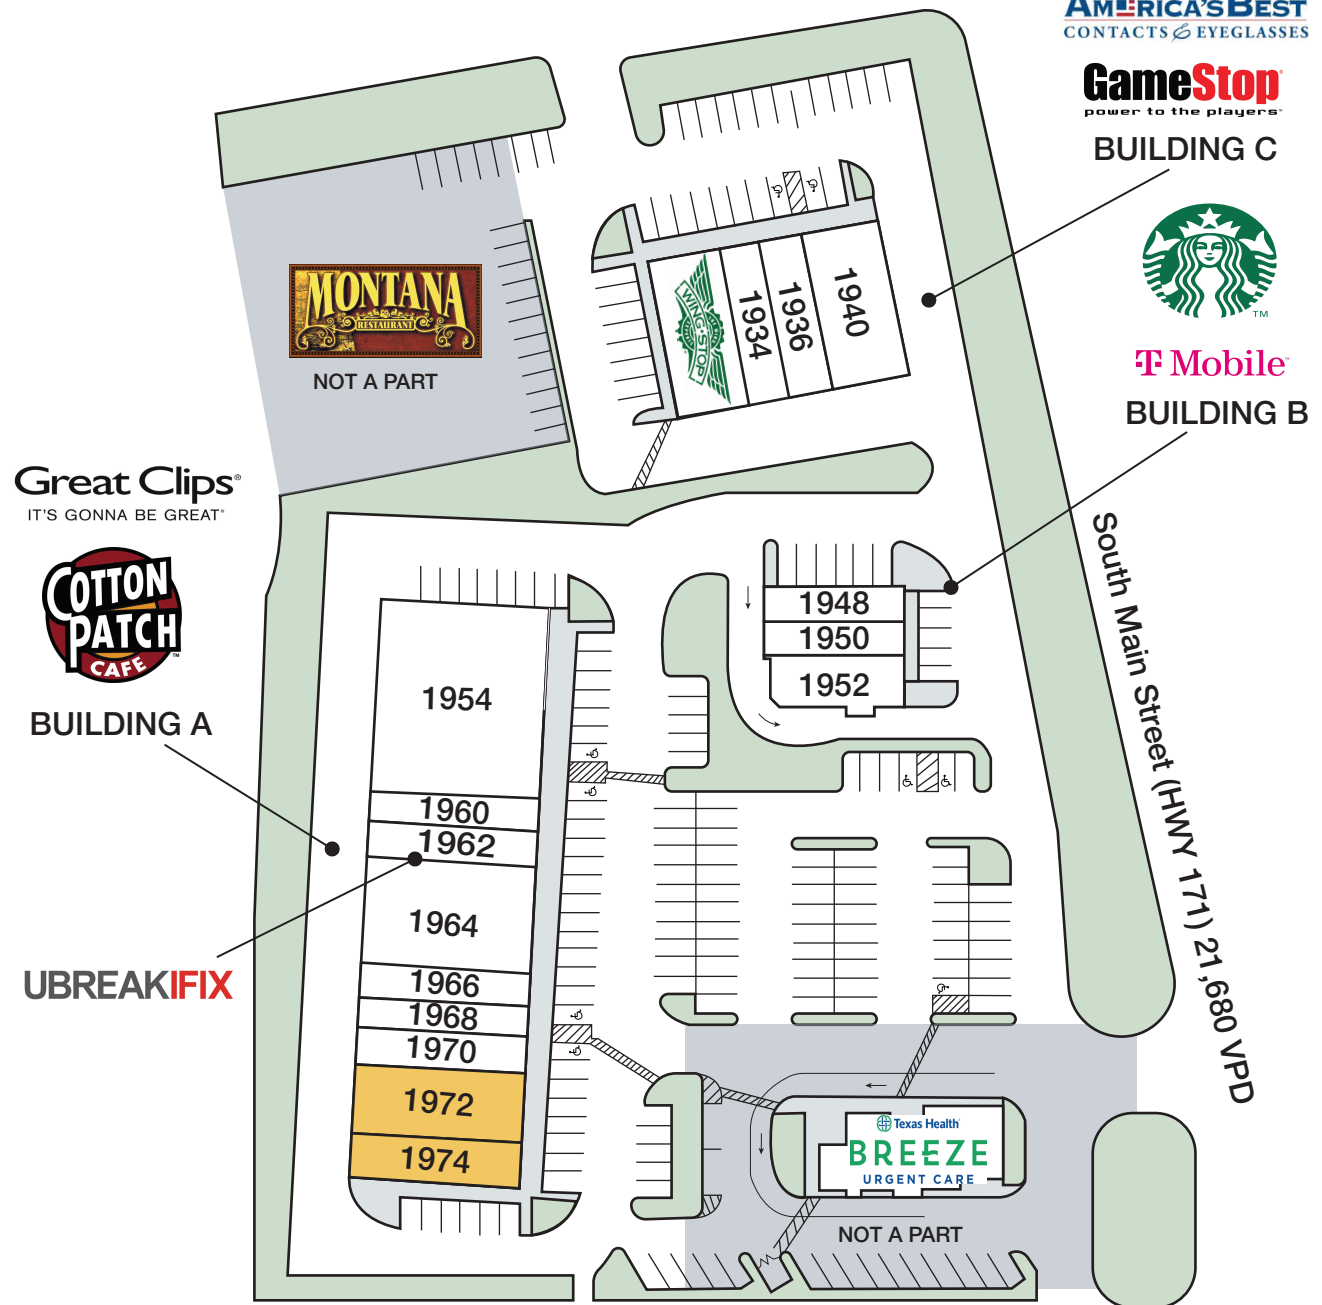 AMERICA'S BEST
CONTACTS & EYEGLASSES
GameStop
power to the players
BUILDING C
TM
T Mobile
BUILDING B
MONTANA
RESTAURANT
NOT A PART
WING·STOP
1934
1936
1940
Great Clips®
IT'S GONNA BE GREAT®
COTTON
PATCH
CAFE
TM
BUILDING A
UBREAKIFIX
1948
1950
1952
1954
1960
1962
1964
1966
1968
1970
1972
1974
South Main Street (HWY 171) 21,680 VPD
Texas Health
BREEZE
URGENT CARE
NOT A PART